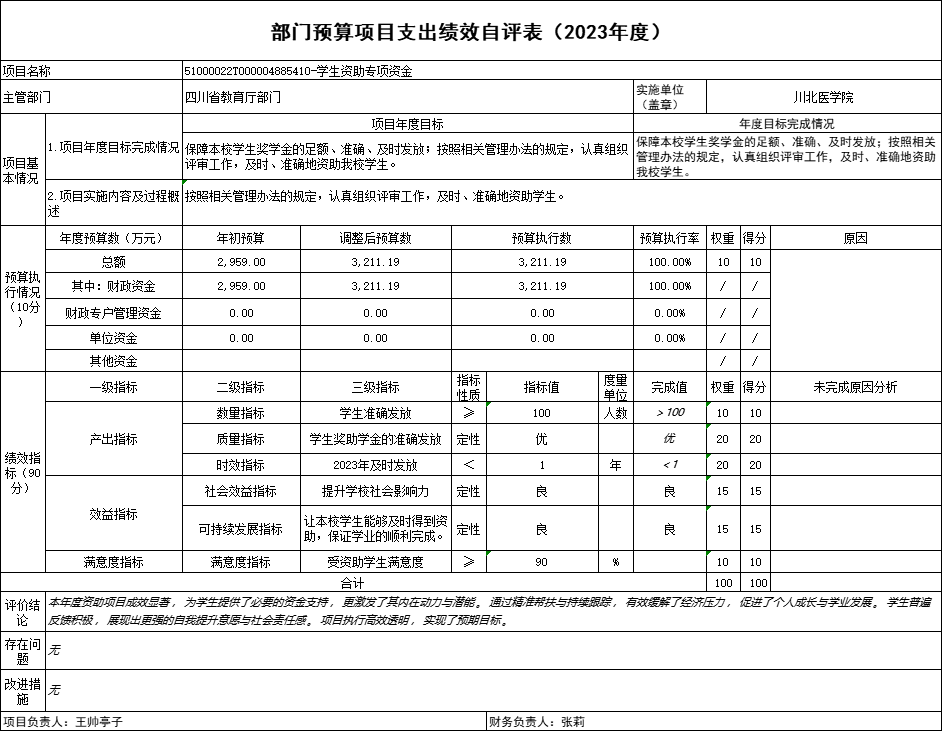 部门预算项目支出绩效自评表（2023年度）
项目名称 51000022T000004885410-学生资助专项资金
主管部门 四川省教育厅部门 实施单位（盖章） 川北医学院
项目基本情况 1.项目年度目标完成情况 项目年度目标 年度目标完成情况
保障本校学生奖学金的足额、准确、及时发放；按照相关管理办法的规定，认真组织
评审工作，及时、准确地资助我校学生。
保障本校学生奖学金的足额、准确、及时发放；按照相关
管理办法的规定，认真组织评审工作，及时、准确地资助
我校学生。
2.项目实施内容及过程概述 按照相关管理办法的规定，认真组织评审工作，及时、准确地资助学生。
预算执行情况（10分） 年度预算数（万元） 年初预算 调整后预算数 预算执行数 预算执行率 权重 得分 原因
总额 2,959.00 3,211.19 3,211.19 100.00% 10 10
其中：财政资金 2,959.00 3,211.19 3,211.19 100.00% / /
财政专户管理资金 0.00 0.00 0.00 0.00% / /
单位资金 0.00 0.00 0.00 0.00% / /
其他资金 / /
绩效指标（90分） 一级指标 二级指标 三级指标 指标性质 指标值 度量单位 完成值 权重 得分 未完成原因分析
产出指标 数量指标 学生准确发放 ≥ 100 人数 ＞100 10 10
质量指标 学生奖助学金的准确发放 定性 优 优 20 20
时效指标 2023年及时发放 ＜ 1 年 ＜1 20 20
效益指标 社会效益指标 提升学校社会影响力 定性 良 良 15 15
可持续发展指标 让本校学生能够及时得到资助，保证学业的顺利完成。 定性 良 良 15 15
满意度指标 满意度指标 受资助学生满意度 ≥ 90 % 10 10
合计 100 100
评价结论 本年度资助项目成效显著，为学生提供了必要的资金支持，更激发了其内在动力与潜能。通过精准帮扶与持续跟踪，有效缓解了经济压力，促进了个人成长与学业发展。学生普遍
反馈积极，展现出更强的自我提升意愿与社会责任感。项目执行高效透明，实现了预期目标。
存在问题 无
改进措施 无
项目负责人：王帅亭子 财务负责人：张莉